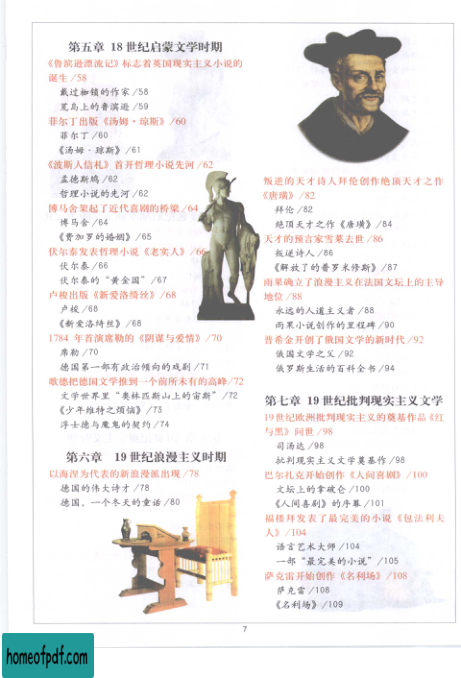 第五章 18 世纪启蒙文学时期
《鲁滨逊漂流记》标志着英国现实主义小说的
诞生 /58
戴过枷锁的作家 /58
荒岛上的鲁滨逊 /59
菲尔丁出版《汤姆·琼斯》/60
菲尔丁 /60
《汤姆·琼斯》/61
《波斯人信札》首开哲理小说先河 /62
孟德斯鸠 /62
哲理小说的先河 /62
博马舍架起了近代喜剧的桥梁 /64
博马舍 /64
《费加罗的婚姻》/65
伏尔泰发表哲理小说《老实人》/66
伏尔泰 /66
伏尔泰的“黄金国” /67
卢梭出版《新爱洛绮丝》/68
卢梭 /68
《新爱洛绮丝》/68
1784 年首演席勒的《阴谋与爱情》/70
席勒 /70
德国第一部有政治倾向的戏剧 /71
歌德把德国文学推到一个前所未有的高峰/72
文学世界里“奥林匹斯山上的宙斯” /72
《少年维特之烦恼》/73
浮士德与魔鬼的契约 /74
第六章 19 世纪浪漫主义时期
以海涅为代表的新浪漫派出现 /78
德国的伟大诗才 /78
德国，一个冬天的童话 /80
叛逆的天才诗人拜伦创作绝顶天才之作
《唐璜》/82
拜伦 /82
绝顶天才之作《唐璜》/84
天才的预言家雪莱去世 /86
叛逆诗人 /86
《解放了的普罗米修斯》/87
雨果确立了浪漫主义在法国文坛上的主导
地位 /88
永远的人道主义者 /88
雨果小说创作的里程碑 /90
普希金开创了俄国文学的新时代 /92
俄国文学之父 /92
俄罗斯生活的百科全书 /94
第七章 19 世纪批判现实主义文学
19世纪欧洲批判现实主义的奠基作品《红
与黑》问世 /98
司汤达 /98
批判现实主义文学奠基作 /98
巴尔扎克开始创作《人间喜剧》/100
文坛上的拿破仑 /100
《人间喜剧》的序幕 /101
福楼拜发表了最完美的小说《包法利夫
人》/104
语言艺术大师 /104
一部“最完美的小说” /105
萨克雷开始创作《名利场》/108
萨克雷 /108
《名利场》/109
7
homeofpdf.com